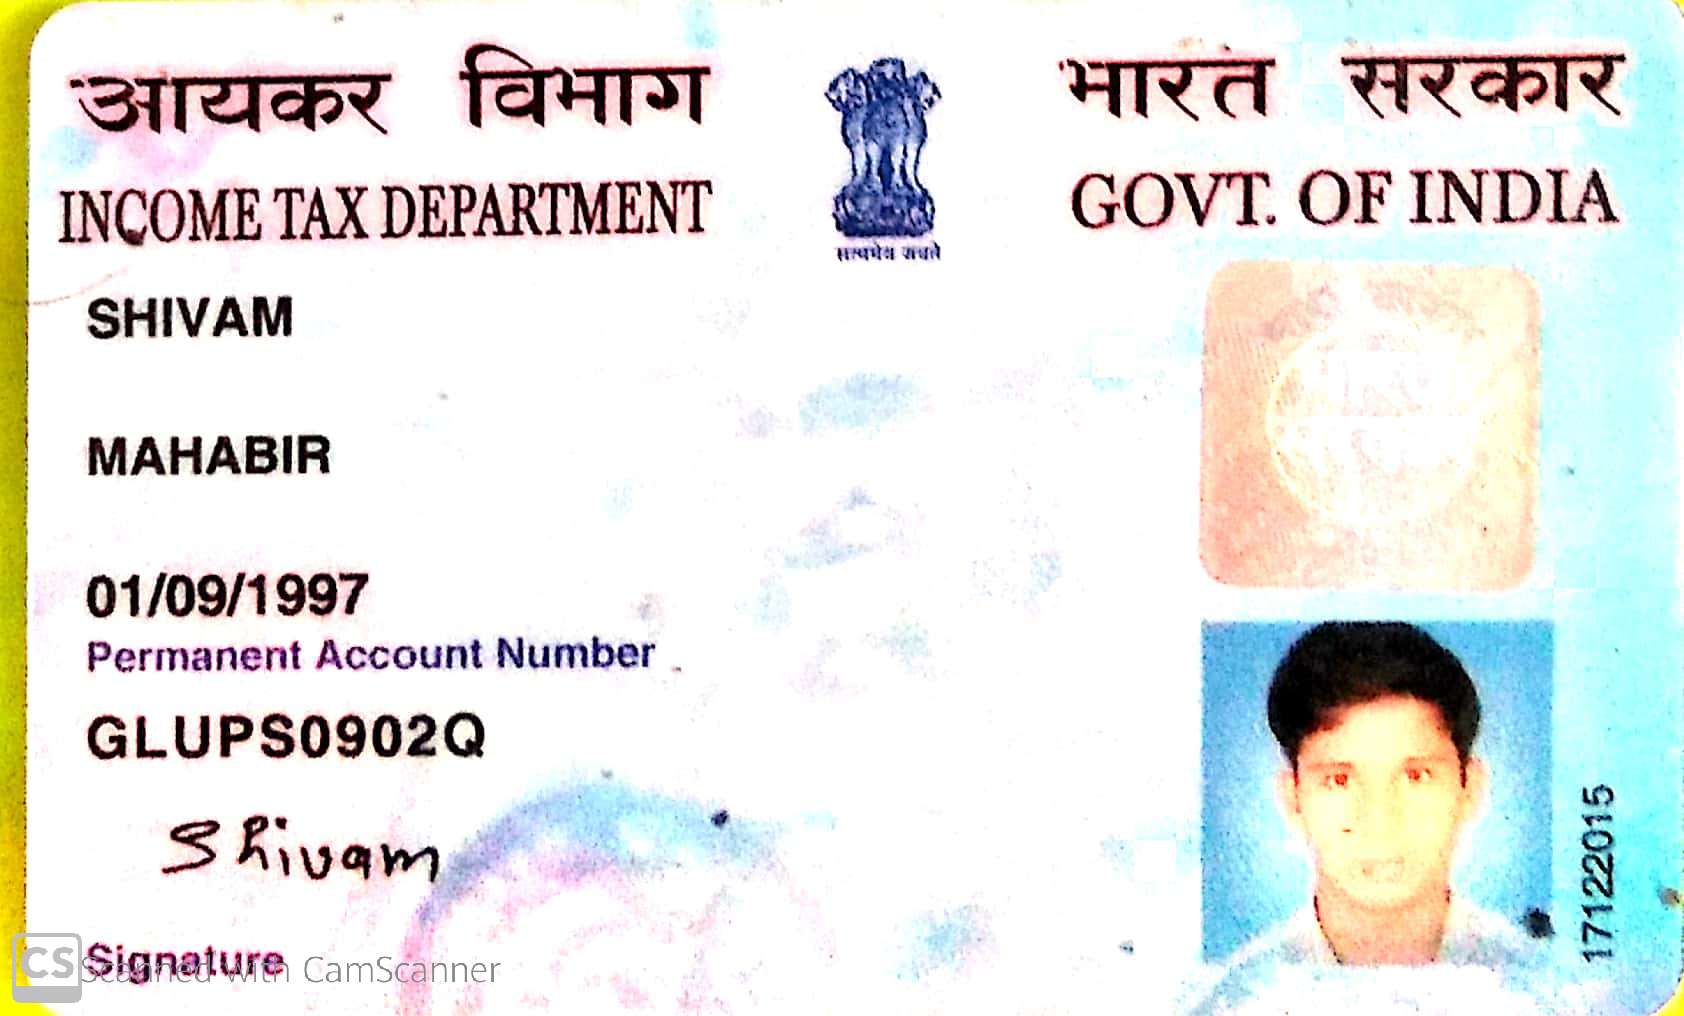 आयकर विभाग
भारत सरकार
INCOME TAX DEPARTMENT
GOVT. OF INDIA
सत्यमेव जयते
SHIVAM
MAHABIR
01/09/1997
Permanent Account Number
GLUPS0902Q
Shivam
Signature
17122015
CS Scanned with CamScanner